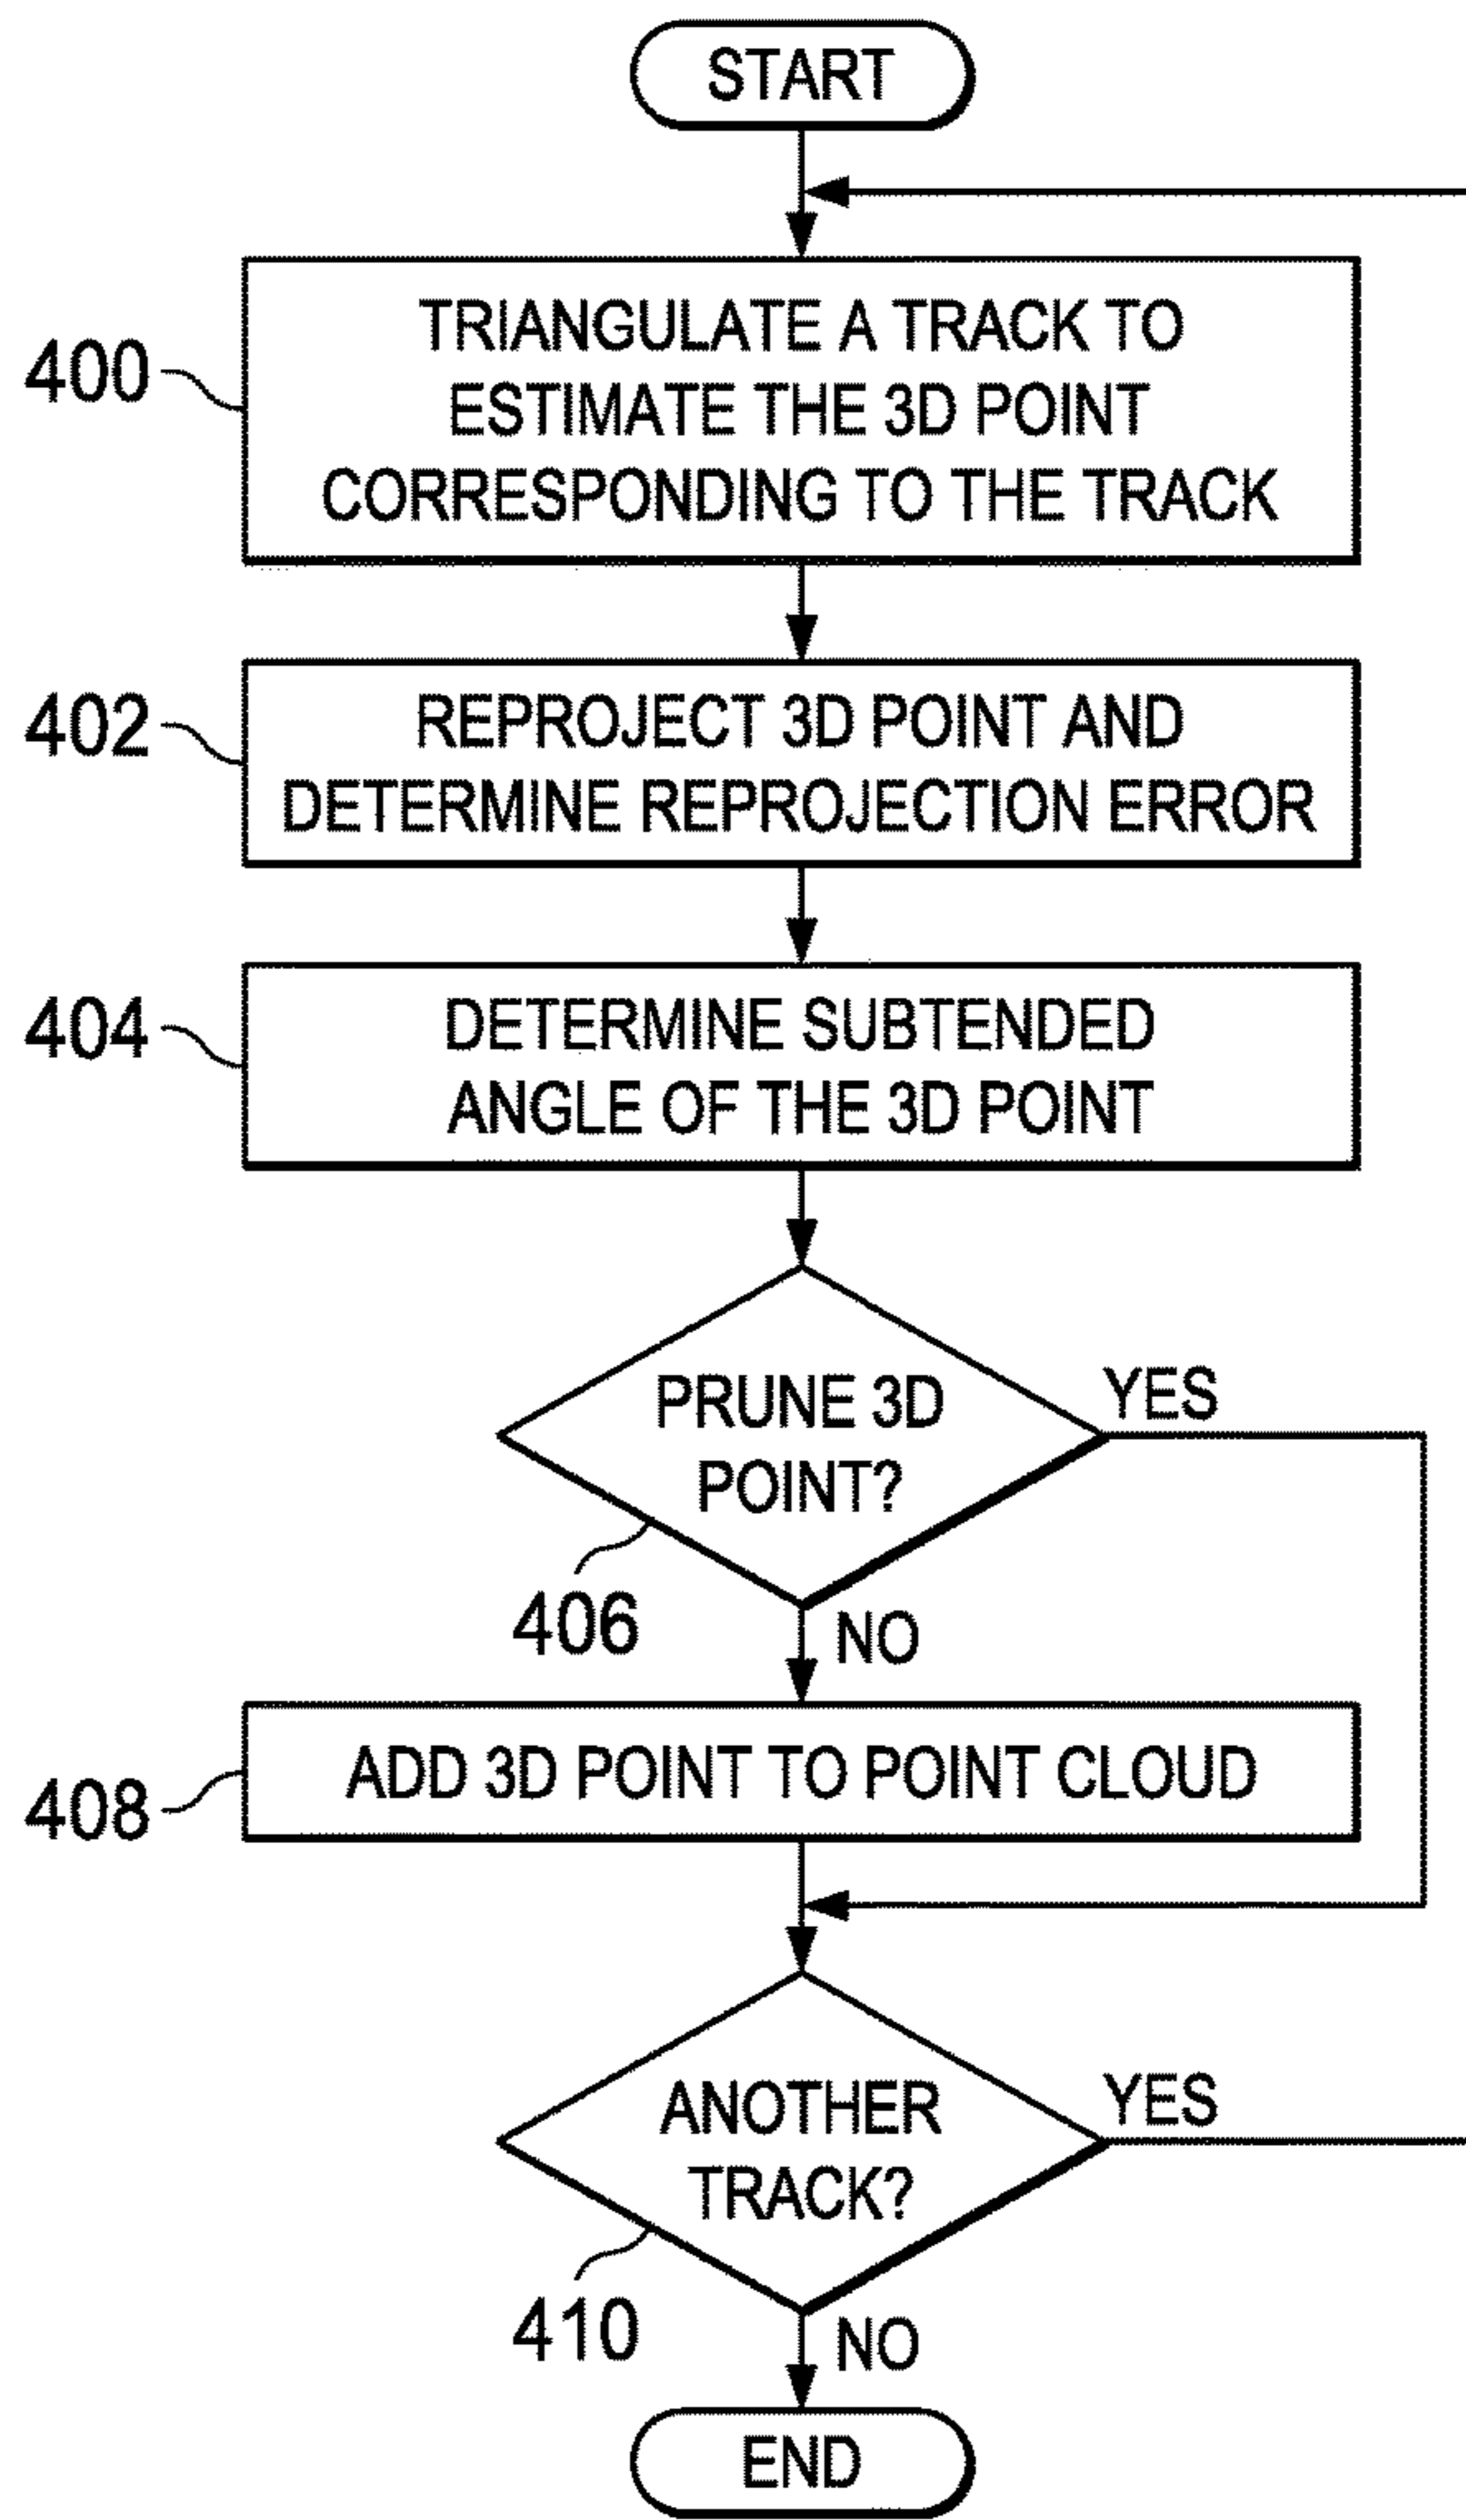 START
400
TRIANGULATE A TRACK TO
ESTIMATE THE 3D POINT
CORRESPONDING TO THE TRACK
402
REPROJECT 3D POINT AND
DETERMINE REPROJECTION ERROR
404
DETERMINE SUBTENDED
ANGLE OF THE 3D POINT
PRUNE 3D
POINT?
YES
406
NO
408
ADD 3D POINT TO POINT CLOUD
ANOTHER
TRACK?
YES
410
NO
END